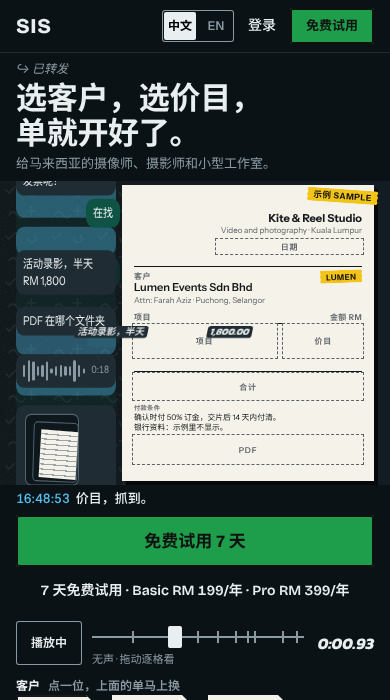 SIS
中文
EN
登录
免费试用
↪ 已转发
选客户，选价目，
单就开好了。
给马来西亚的摄像师、摄影师和小型工作室。
发票呢？
在找
活动录影，半天
RM 1,800
PDF 在哪个文件夹
0:18
示例 SAMPLE
Kite & Reel Studio
Video and photography · Kuala Lumpur
日期
客户
LUMEN
Lumen Events Sdn Bhd
Attn: Farah Aziz · Puchong, Selangor
项目
金额 RM
活动录影，半天
1,800.00
项目
价目
合计
付款条件
确认时付 50% 订金，交片后 14 天内付清。
银行资料：示例里不显示。
PDF
16:48:53 价目，抓到。
免费试用 7 天
7 天免费试用 · Basic RM 199/年 · Pro RM 399/年
播放中
0:00.93
无声 · 拖动逐格看
客户 点一位，上面的单马上换